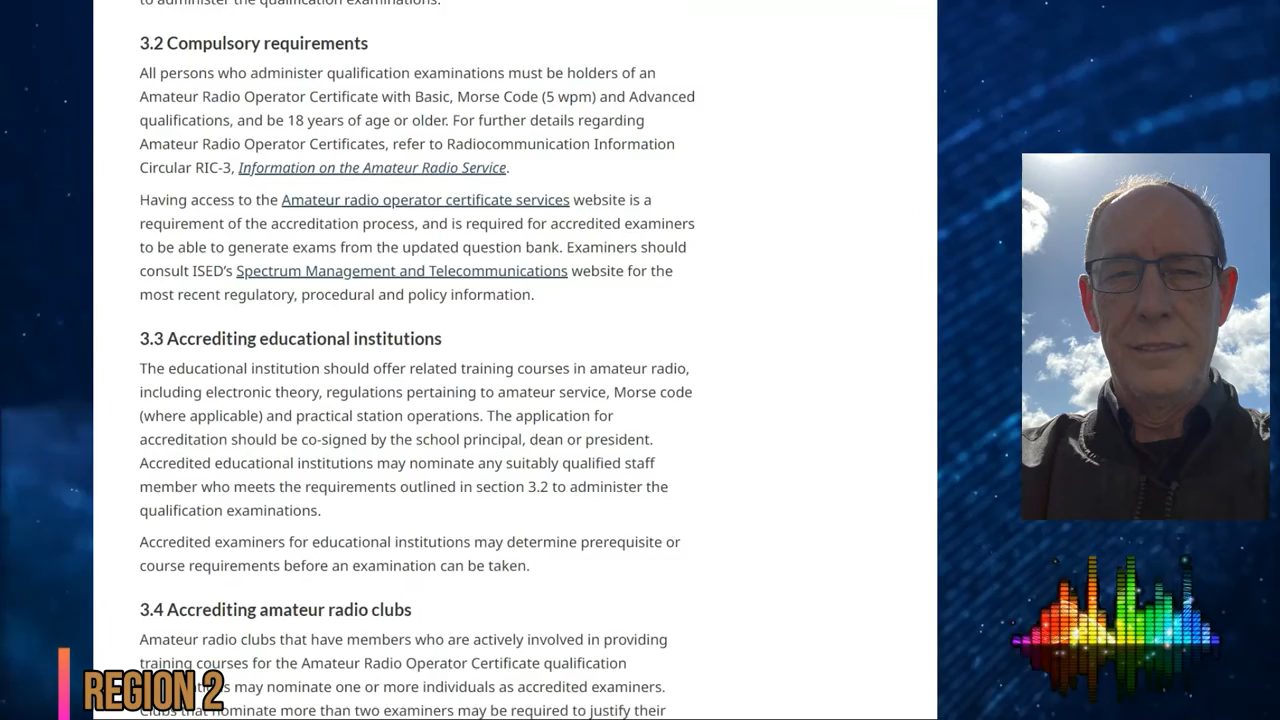 to administer the qualification examinations.
3.2 Compulsory requirements
All persons who administer qualification examinations must be holders of an
Amateur Radio Operator Certificate with Basic, Morse Code (5 wpm) and Advanced
qualifications, and be 18 years of age or older. For further details regarding
Amateur Radio Operator Certificates, refer to Radiocommunication Information
Circular RIC-3, Information on the Amateur Radio Service.
Having access to the Amateur radio operator certificate services website is a
requirement of the accreditation process, and is required for accredited examiners
to be able to generate exams from the updated question bank. Examiners should
consult ISED’s Spectrum Management and Telecommunications website for the
most recent regulatory, procedural and policy information.
3.3 Accrediting educational institutions
The educational institution should offer related training courses in amateur radio,
including electronic theory, regulations pertaining to amateur service, Morse code
(where applicable) and practical station operations. The application for
accreditation should be co-signed by the school principal, dean or president.
Accredited educational institutions may nominate any suitably qualified staff
member who meets the requirements outlined in section 3.2 to administer the
qualification examinations.
Accredited examiners for educational institutions may determine prerequisite or
course requirements before an examination can be taken.
3.4 Accrediting amateur radio clubs
Amateur radio clubs that have members who are actively involved in providing
training courses for the Amateur Radio Operator Certificate qualification
may nominate one or more individuals as accredited examiners.
Clubs that nominate more than two examiners may be required to justify their
REGION 2